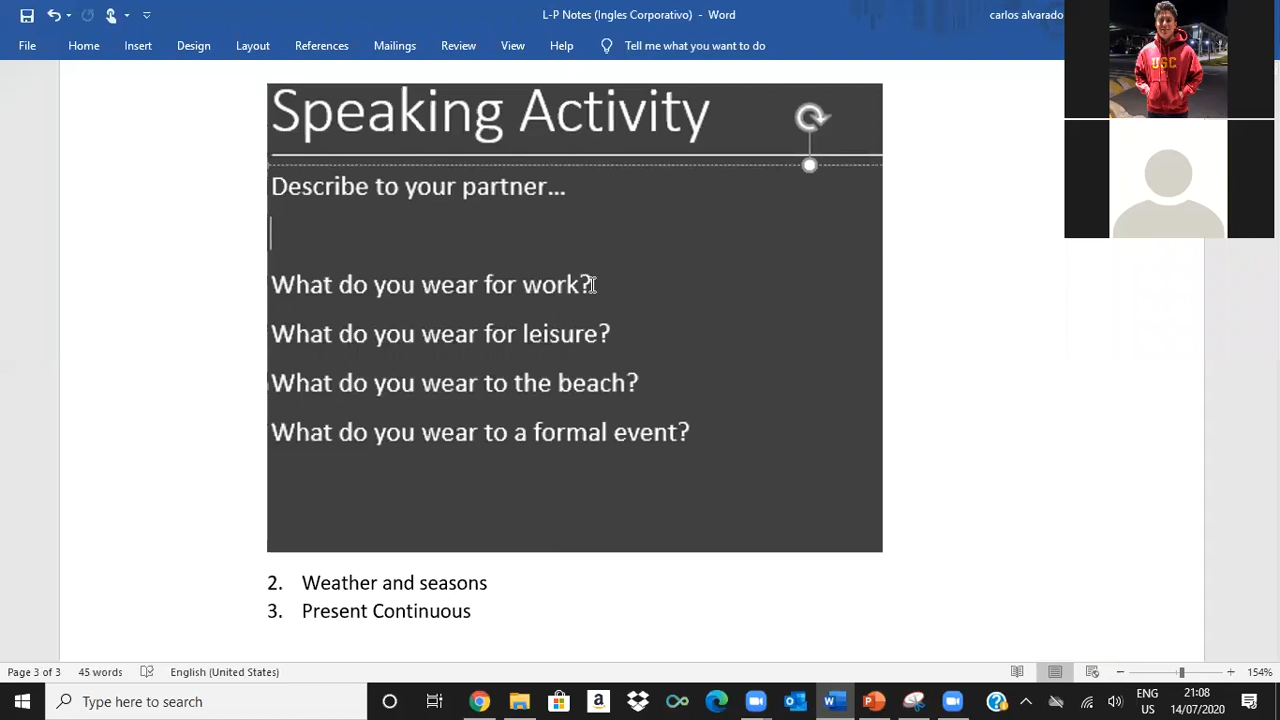 L-P Notes (Ingles Corporativo) - Word
carlos alvarado
File Home Insert Design Layout References Mailings Review View Help Tell me what you want to do
USC
Speaking Activity
Describe to your partner...
What do you wear for work?
What do you wear for leisure?
What do you wear to the beach?
What do you wear to a formal event?
2. Weather and seasons
3. Present Continuous
Page 3 of 3 45 words English (United States) 154%
Type here to search
ENG 21:08
US 14/07/2020